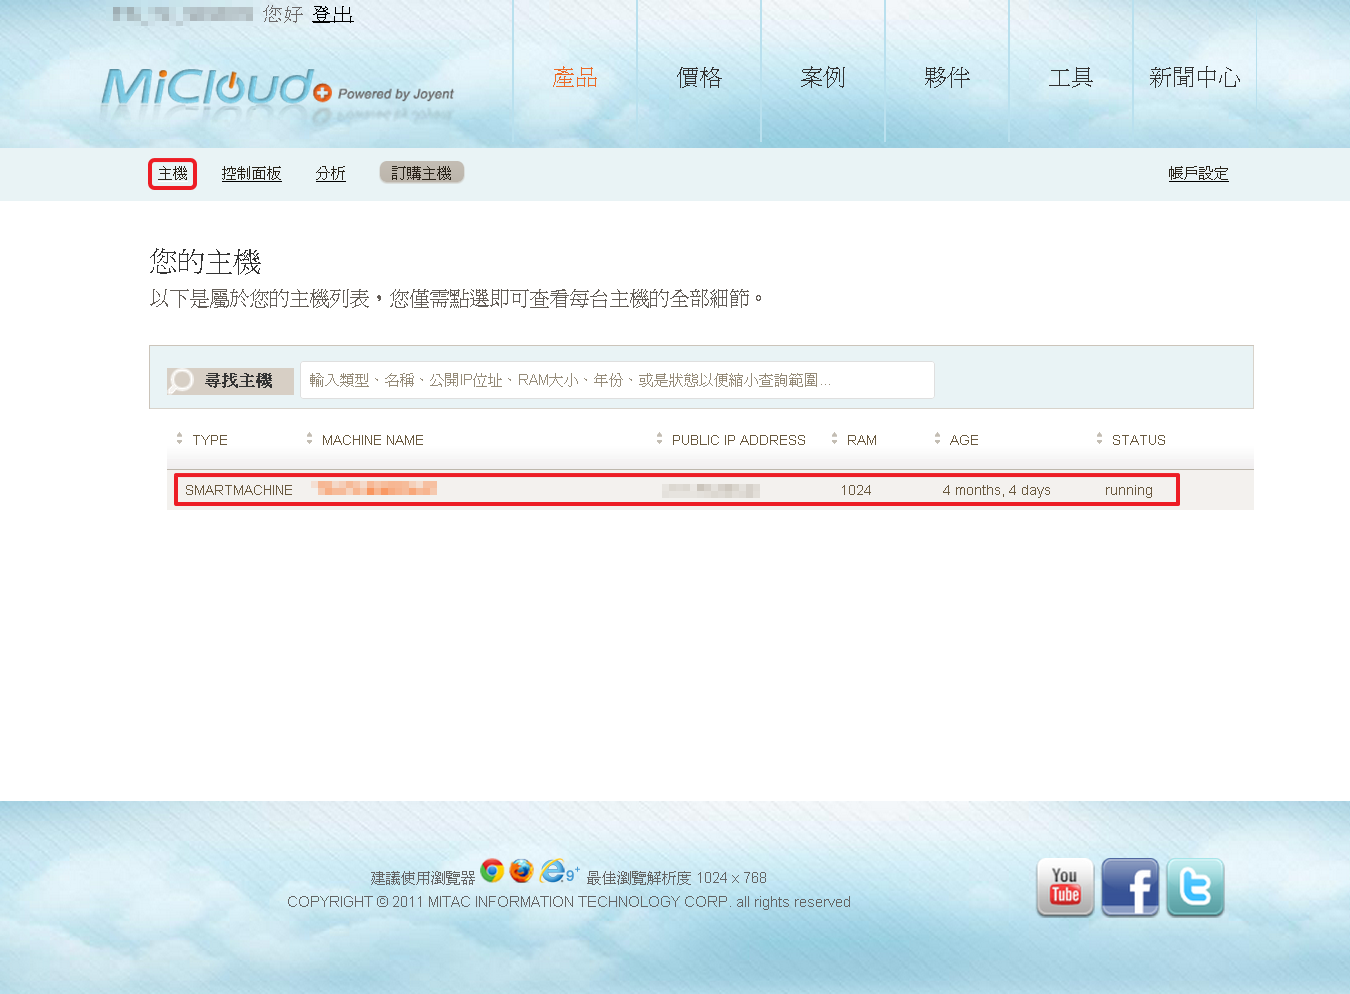 您好 登出
MiCloud Powered by Joyent
產品 價格 案例 夥伴 工具 新聞中心
主機 控制面板 分析 訂購主機 帳戶設定
您的主機
以下是屬於您的主機列表，您僅需點選即可查看每台主機的全部細節。
尋找主機 輸入類型、名稱、公開IP位址、RAM大小、年份、或是狀態以便縮小查詢範圍...
TYPE MACHINE NAME PUBLIC IP ADDRESS RAM AGE STATUS
SMARTMACHINE 1024 4 months, 4 days running
建議使用瀏覽器 9+ 最佳瀏覽解析度 1024 x 768
COPYRIGHT © 2011 MITAC INFORMATION TECHNOLOGY CORP. all rights reserved
You Tube